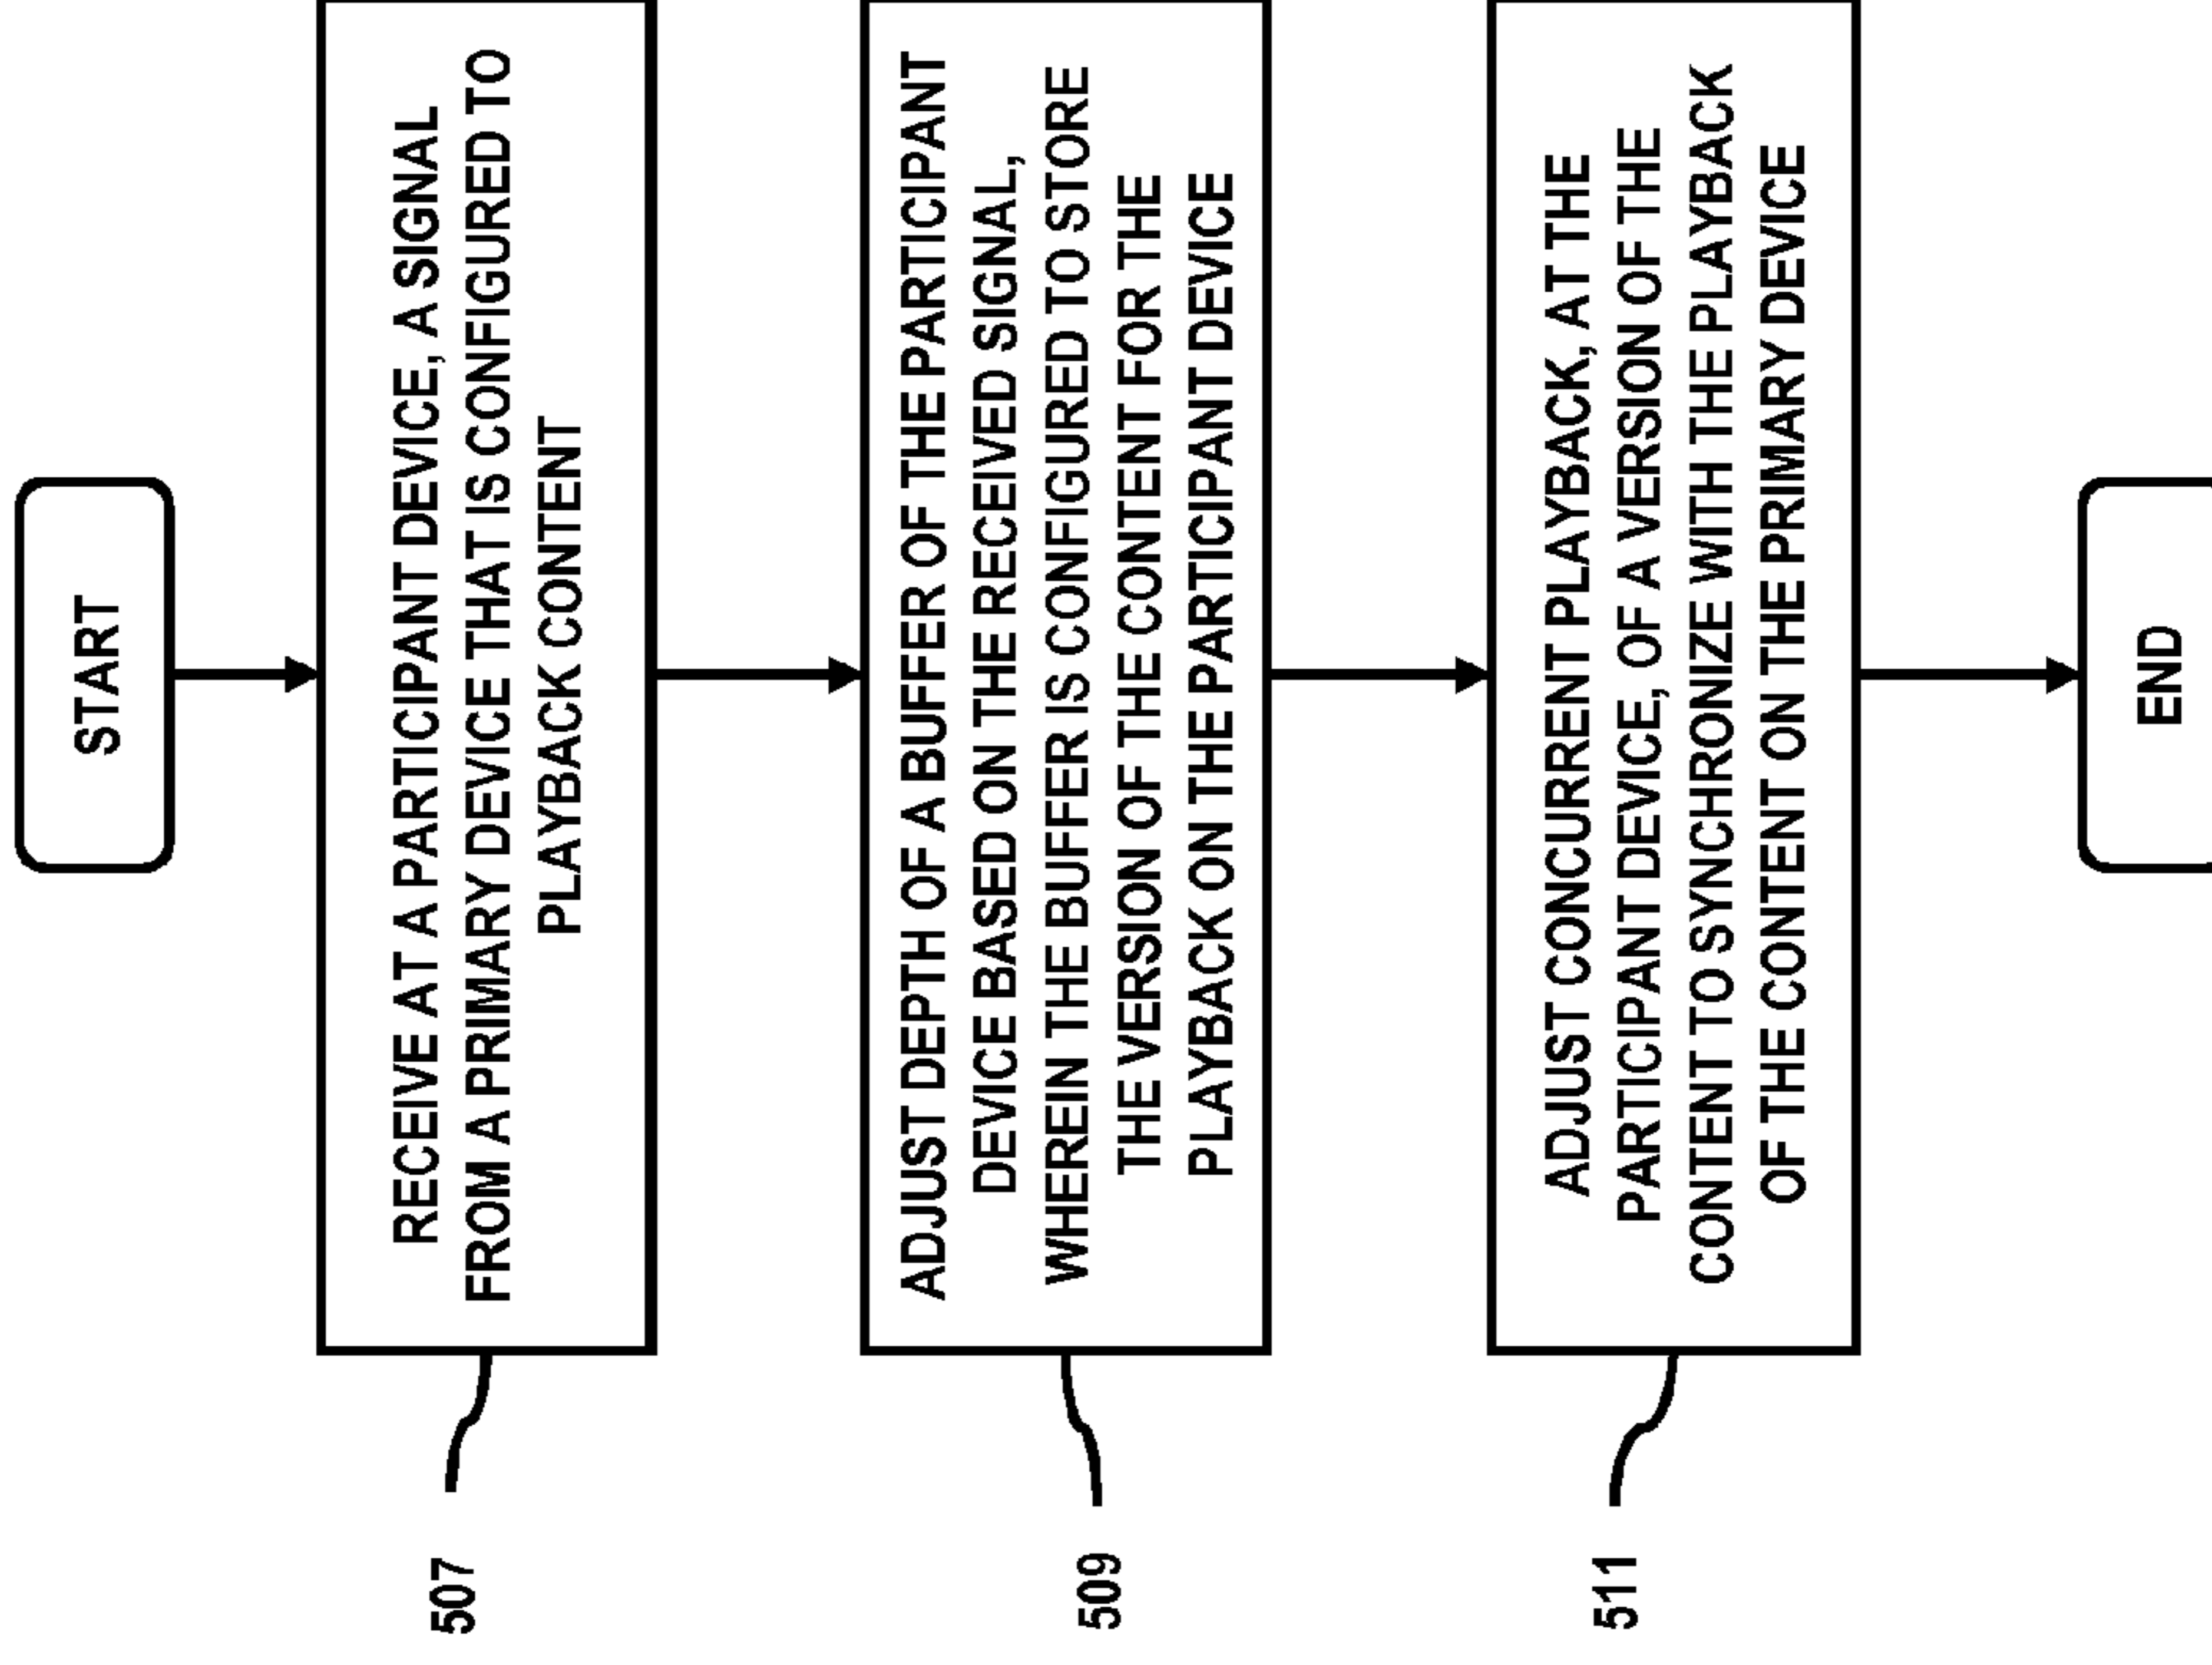 START
RECEIVE AT A PARTICIPANT DEVICE, A SIGNAL
FROM A PRIMARY DEVICE THAT IS CONFIGURED TO
PLAYBACK CONTENT
507
ADJUST DEPTH OF A BUFFER OF THE PARTICIPANT
DEVICE BASED ON THE RECEIVED SIGNAL,
WHEREIN THE BUFFER IS CONFIGURED TO STORE
THE VERSION OF THE CONTENT FOR THE
PLAYBACK ON THE PARTICIPANT DEVICE
509
ADJUST CONCURRENT PLAYBACK, AT THE
PARTICIPANT DEVICE, OF A VERSION OF THE
CONTENT TO SYNCHRONIZE WITH THE PLAYBACK
OF THE CONTENT ON THE PRIMARY DEVICE
511
END